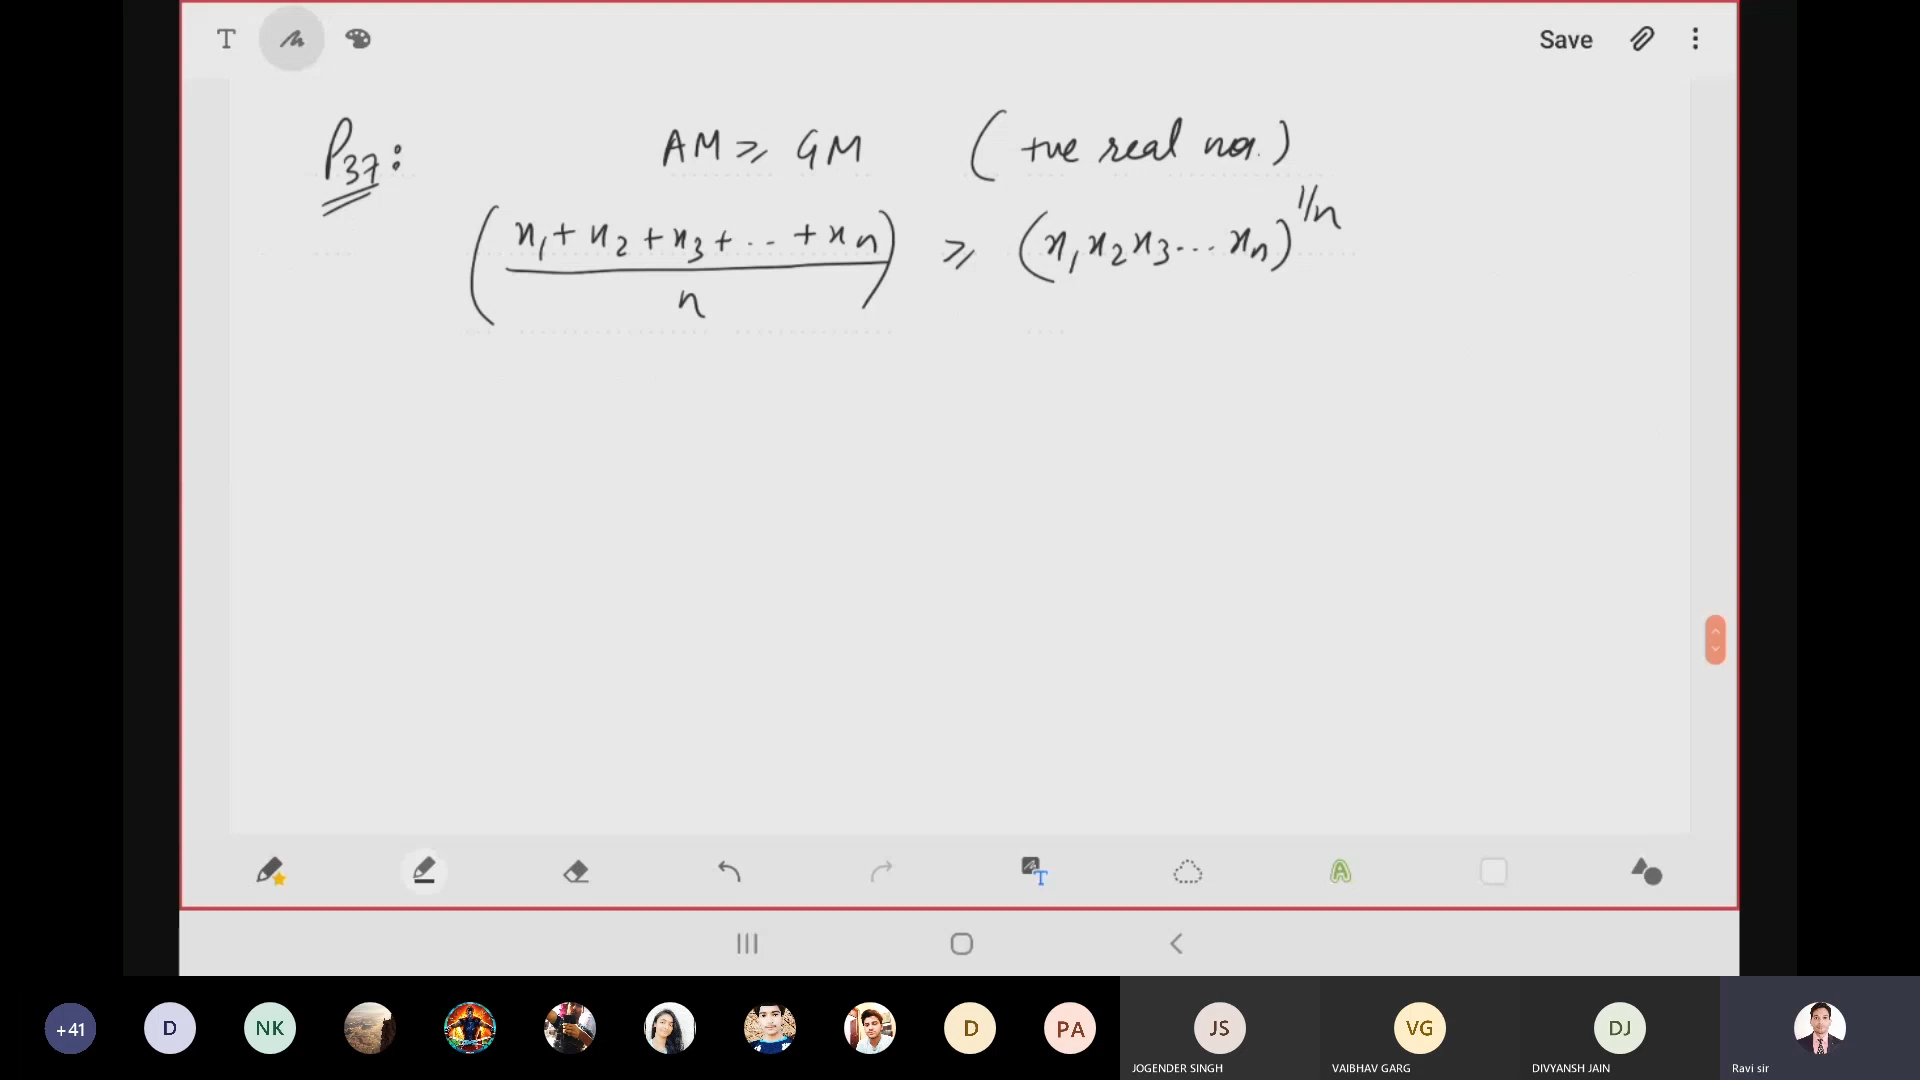 T Save
P37: AM ⩾ GM (+ve real nos.)
(x₁ + x₂ + x₃ + ... + xₙ / n) ⩾ (x₁x₂x₃...xₙ)^1/n
T A
+41 D NK D PA JS VG DJ
JOGENDER SINGH VAIBHAV GARG DIVYANSH JAIN Ravi sir